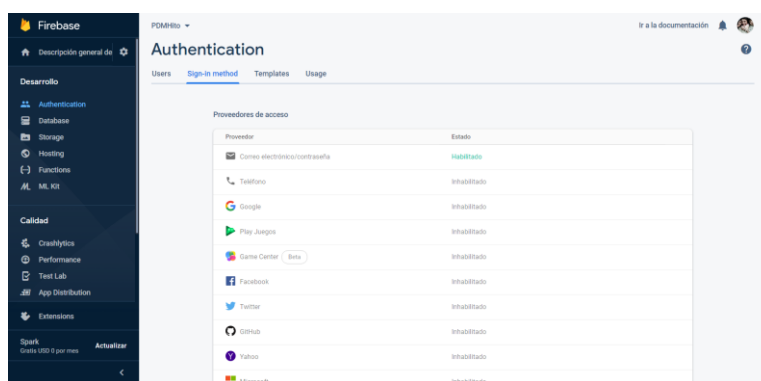 Firebase
PDMHito
Ir a la documentación
Descripción general de
Authentication
Users Sign-in method Templates Usage
Desarrollo
Authentication
Database
Storage
Hosting
Functions
ML Kit
Calidad
Crashlytics
Performance
Test Lab
App Distribution
Extensions
Spark
Gratis USD 0 por mes
Actualizar
Proveedores de acceso
Proveedor Estado
Correo electrónico/contraseña Habilitado
Teléfono Inhabilitado
Google Inhabilitado
Play Juegos Inhabilitado
Game Center Beta Inhabilitado
Facebook Inhabilitado
Twitter Inhabilitado
GitHub Inhabilitado
Yahoo Inhabilitado
Microsoft Inhabilitado